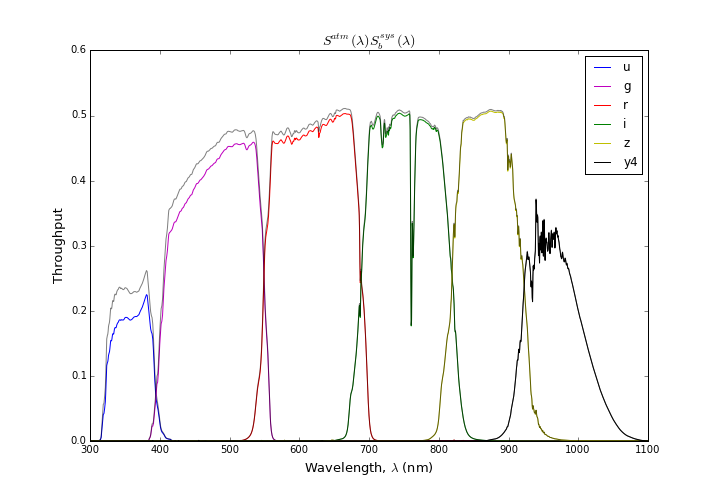 S^{atm}(λ)S_b^{sys}(λ)
0.6
0.5
0.4
0.3
0.2
0.1
0.0
Throughput
u
g
r
i
z
y4
300 400 500 600 700 800 900 1000 1100
Wavelength, λ (nm)